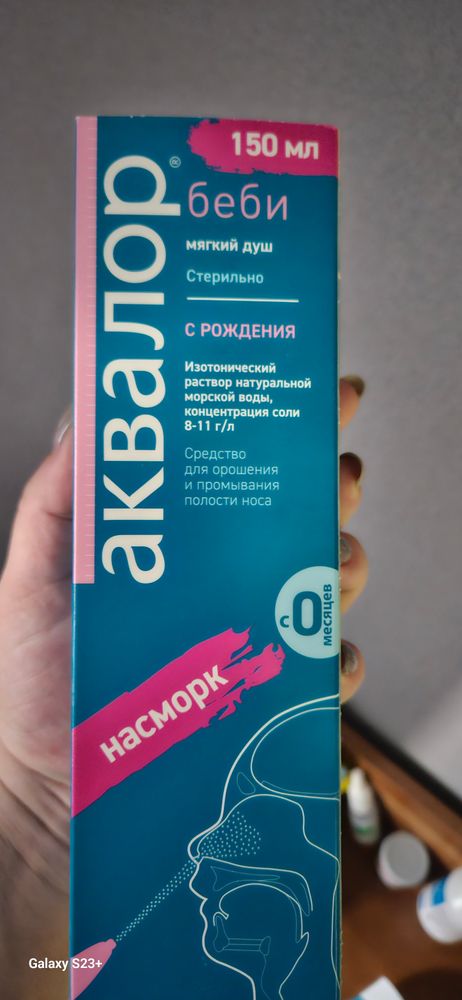 150 мл
аквалор®
беби
мягкий душ
Стерильно
С РОЖДЕНИЯ
Изотонический
раствор натуральной
морской воды,
концентрация соли
8-11 г/л
Средство
для орошения
и промывания
полости носа
с 0 месяцев
насморк
Galaxy S23+